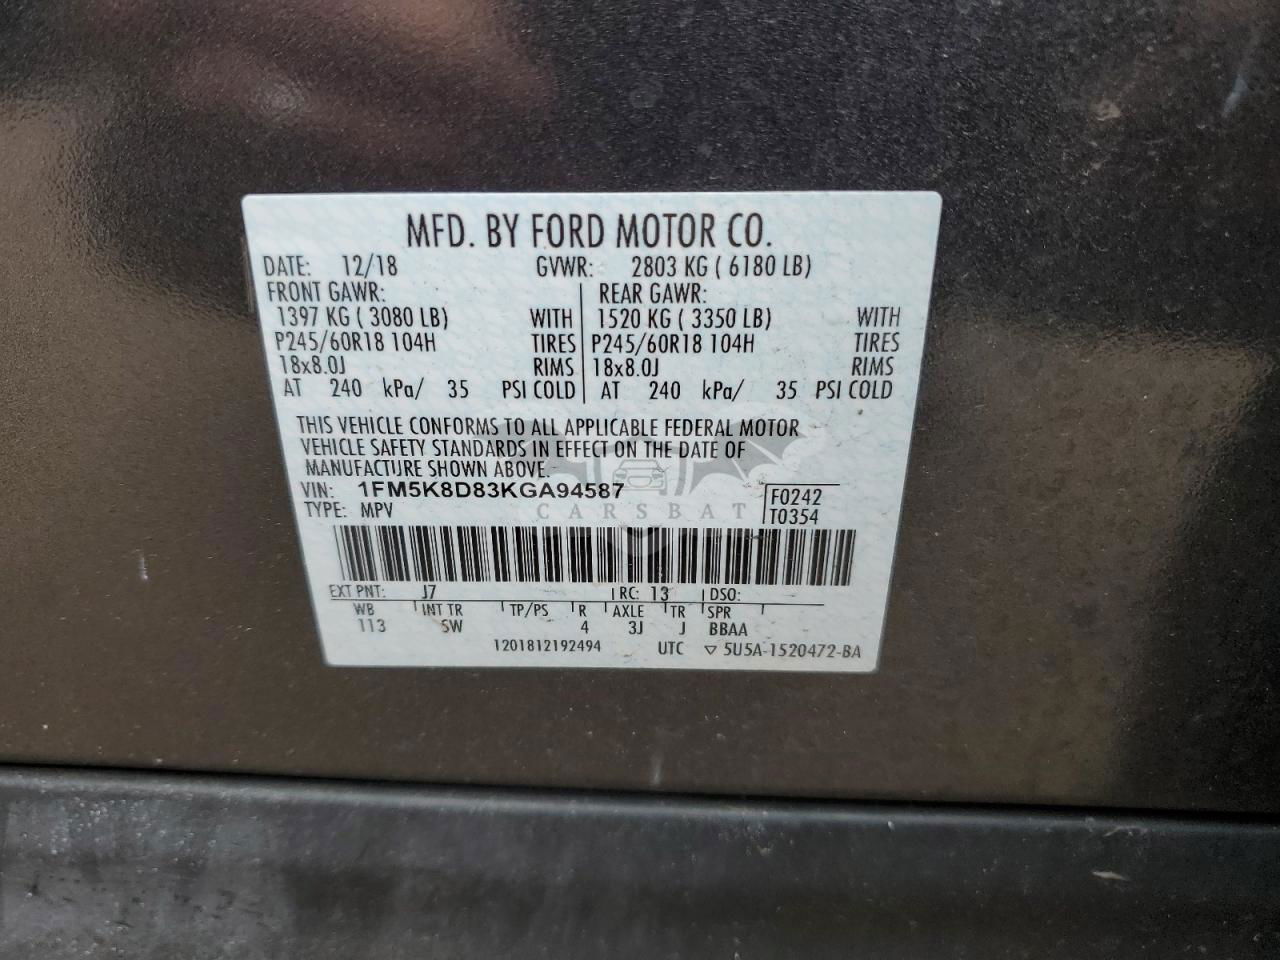 MFD. BY FORD MOTOR CO.
DATE: 12/18 GVWR: 2803 KG ( 6180 LB)
FRONT GAWR: REAR GAWR:
1397 KG ( 3080 LB) WITH 1520 KG ( 3350 LB) WITH
P245/60R18 104H TIRES P245/60R18 104H TIRES
18x8.0J RIMS 18x8.0J RIMS
AT 240 kPa/ 35 PSI COLD AT 240 kPa/ 35 PSI COLD
THIS VEHICLE CONFORMS TO ALL APPLICABLE FEDERAL MOTOR
VEHICLE SAFETY STANDARDS IN EFFECT ON THE DATE OF
MANUFACTURE SHOWN ABOVE.
VIN: 1FM5K8D83KGA94587 F0242
TYPE: MPV T0354
CARSBAT
EXT PNT: J7 RC: 13 DSO:
WB INT TR TP/PS R AXLE TR SPR
113 SW 4 3J J BBAA
1201812192494 UTC ▽ 5U5A-1520472-BA